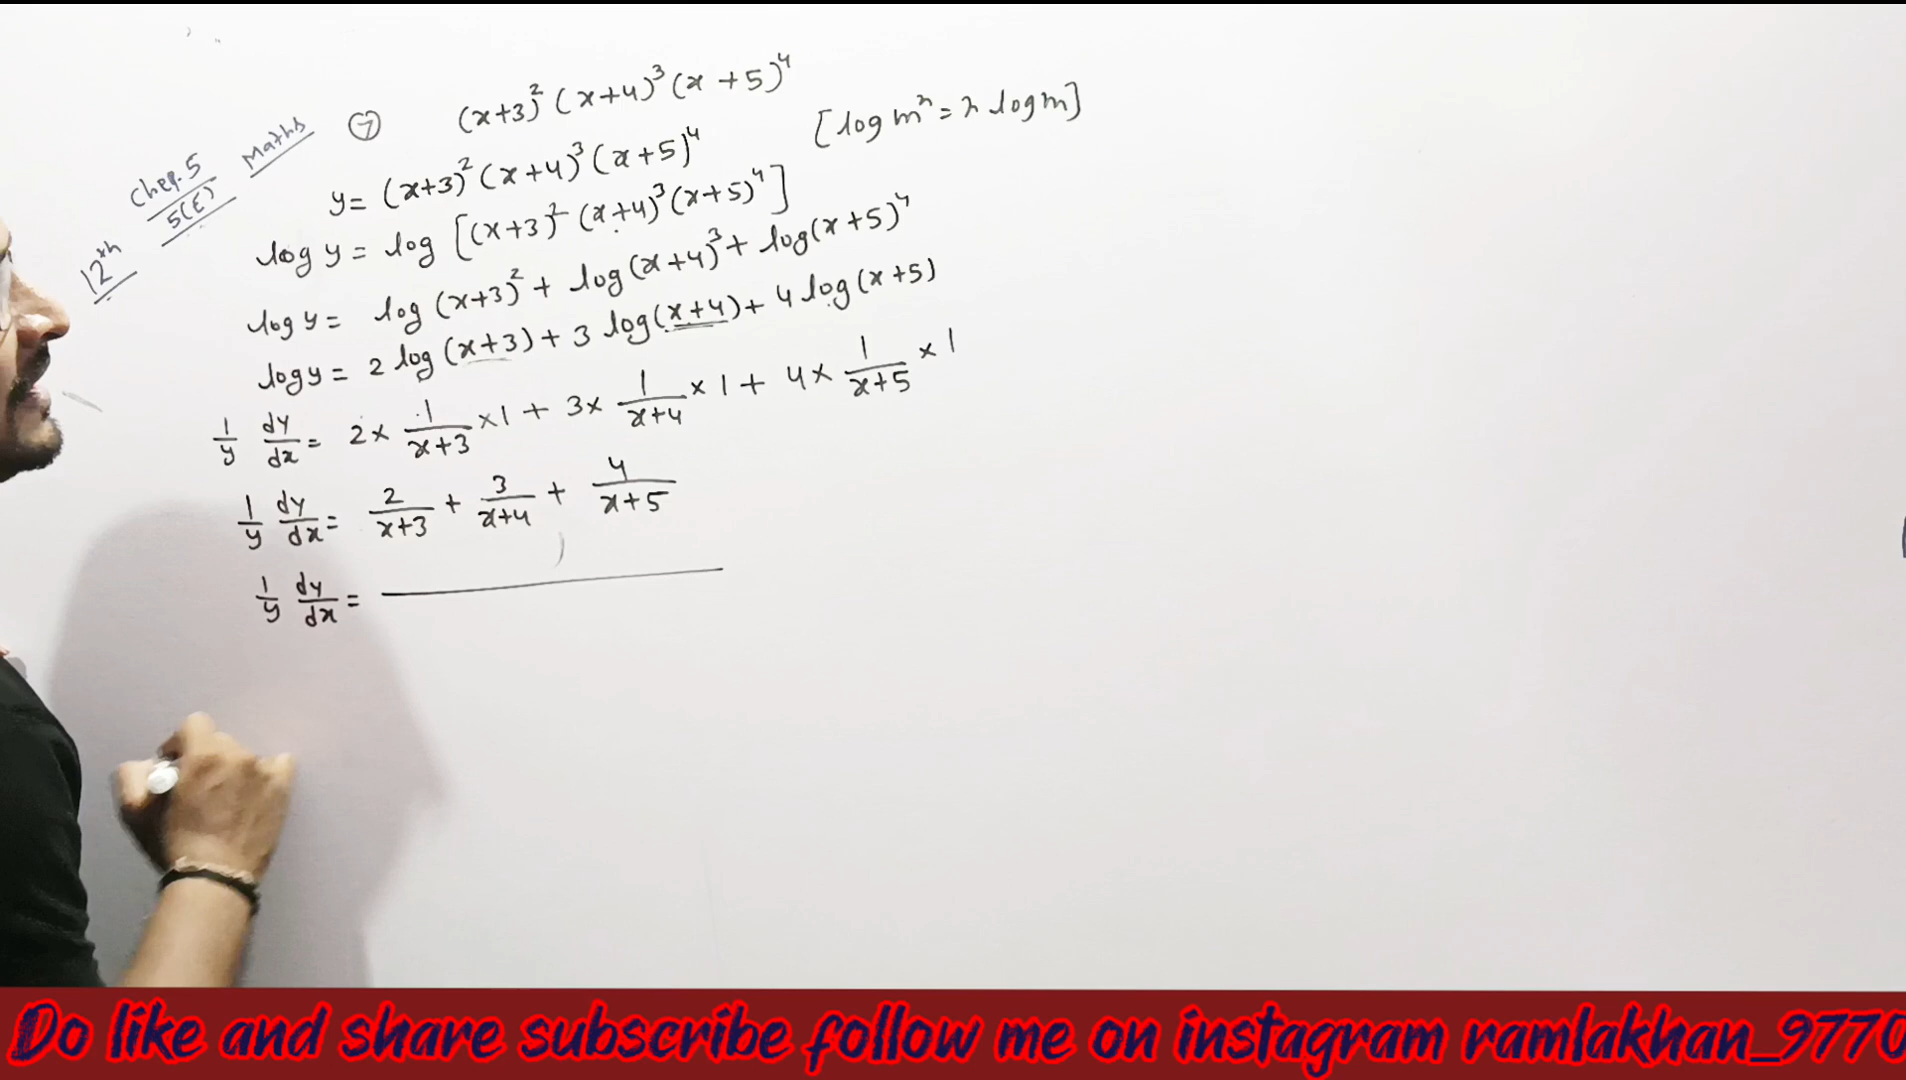 12th
Chep. 5
5(E)
Maths
⑦ (x+3)² (x+4)³ (x+5)⁴
y = (x+3)² (x+4)³ (x+5)⁴ [log mⁿ = n log m]
log y = log [(x+3)² (x+4)³ (x+5)⁴]
log y = log (x+3)² + log (x+4)³ + log (x+5)⁴
log y = 2 log (x+3) + 3 log (x+4) + 4 log (x+5)
1/y dy/dx = 2 × 1/(x+3) × 1 + 3 × 1/(x+4) × 1 + 4 × 1/(x+5) × 1
1/y dy/dx = 2/(x+3) + 3/(x+4) + 4/(x+5)
1/y dy/dx =
Do like and share subscribe follow me on instagram ramlakhan_9770